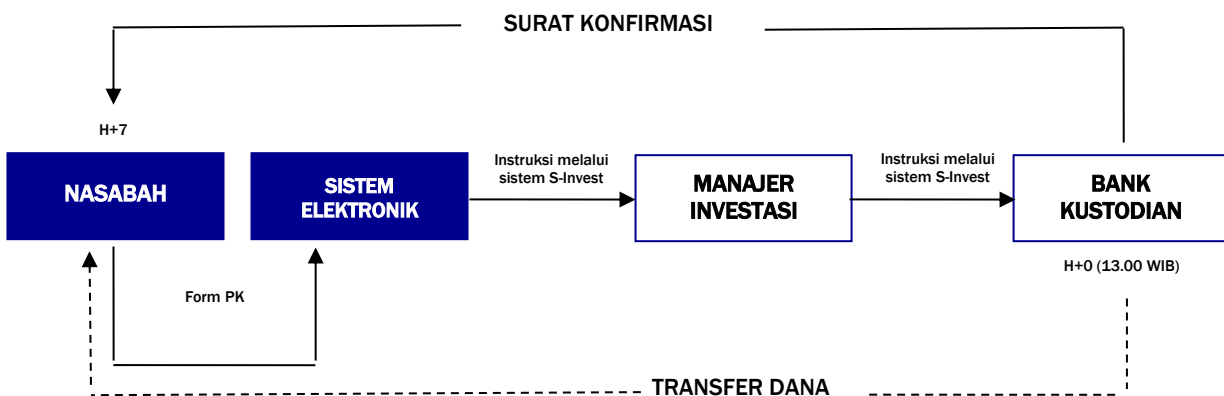 SURAT KONFIRMASI
H+7
NASABAH
SISTEM
ELEKTRONIK
Instruksi melalui
sistem S-Invest
MANAJER
INVESTASI
Instruksi melalui
sistem S-Invest
BANK
KUSTODIAN
H+0 (13.00 WIB)
Form PK
TRANSFER DANA